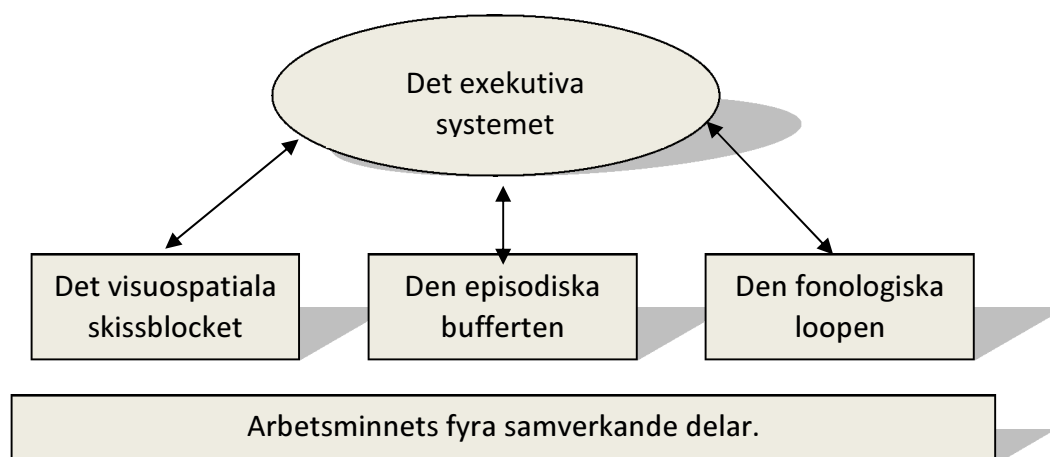 Det exekutiva
systemet
Det visuospatiala
skissblocket
Den episodiska
bufferten
Den fonologiska
loopen
Arbetsminnets fyra samverkande delar.